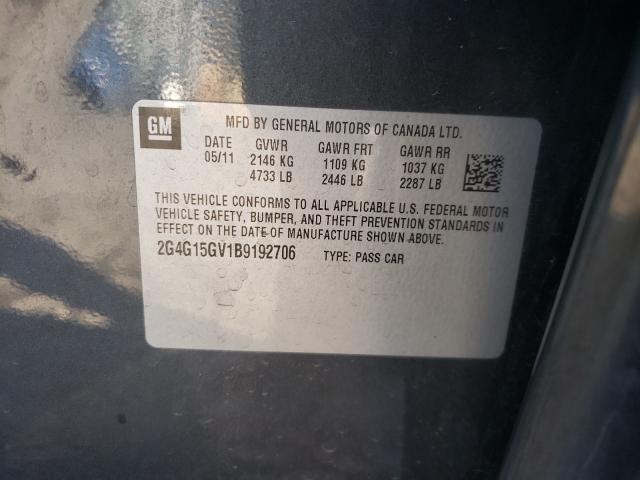 GM
MFD BY GENERAL MOTORS OF CANADA LTD.
DATE GVWR GAWR FRT GAWR RR
05/11 2146 KG 1109 KG 1037 KG
4733 LB 2446 LB 2287 LB
THIS VEHICLE CONFORMS TO ALL APPLICABLE U.S. FEDERAL MOTOR
VEHICLE SAFETY, BUMPER, AND THEFT PREVENTION STANDARDS IN
EFFECT ON THE DATE OF MANUFACTURE SHOWN ABOVE.
2G4G15GV1B9192706 TYPE: PASS CAR